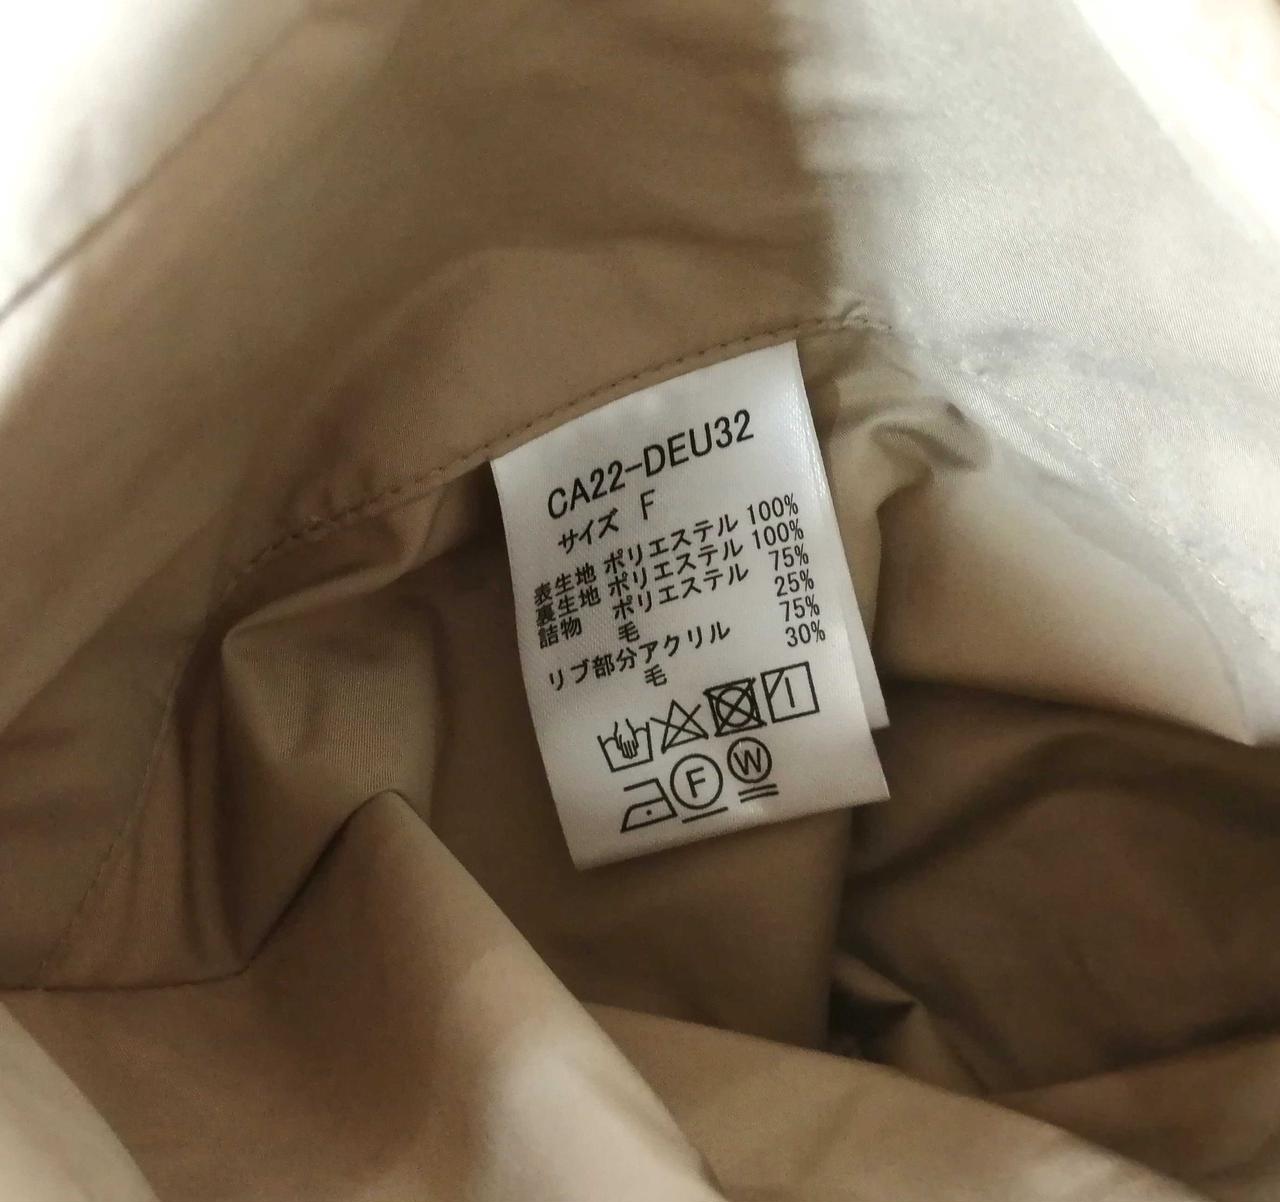 CA22-DEU32
サイズ F
表生地 ポリエステル 100%
裏生地 ポリエステル 100%
詰物 ポリエステル 75%
毛 25%
リブ部分アクリル 75%
毛 30%
F W